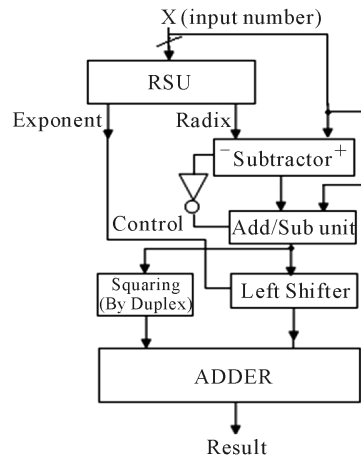 X (input number)
RSU
Exponent
Radix
- Subtractor +
Control
Add/Sub unit
Squaring
(By Duplex)
Left Shifter
ADDER
Result